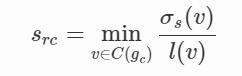 s_{rc} = \min_{v \in C(g_c)} \frac{\sigma_s(v)}{l(v)}